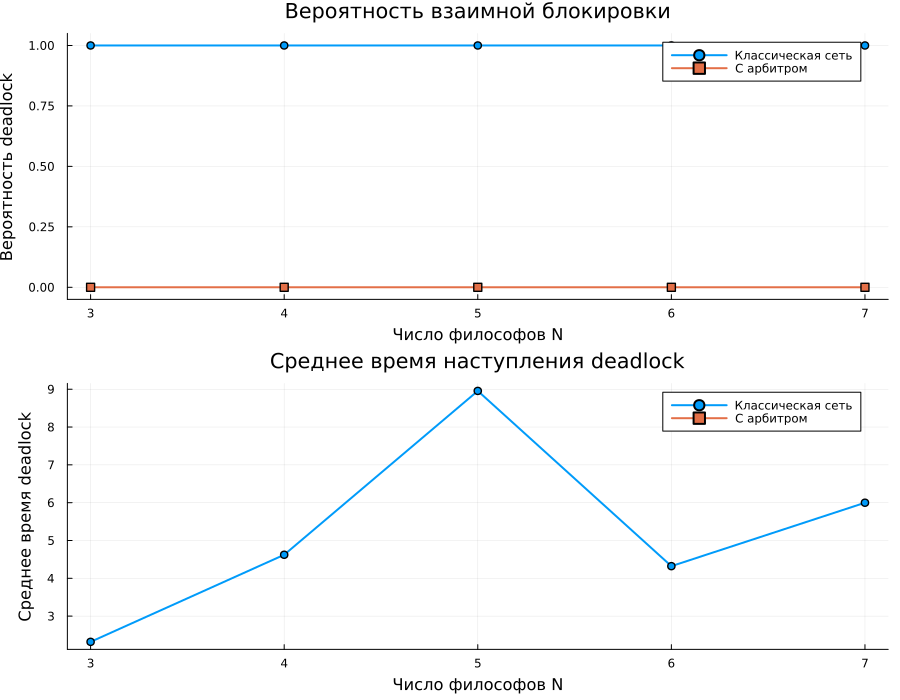 Вероятность взаимной блокировки
Вероятность deadlock
1.00
0.75
0.50
0.25
0.00
Классическая сеть
С арбитром
3 4 5 6 7
Число философов N
Среднее время наступления deadlock
Среднее время deadlock
9
8
7
6
5
4
3
Классическая сеть
С арбитром
3 4 5 6 7
Число философов N